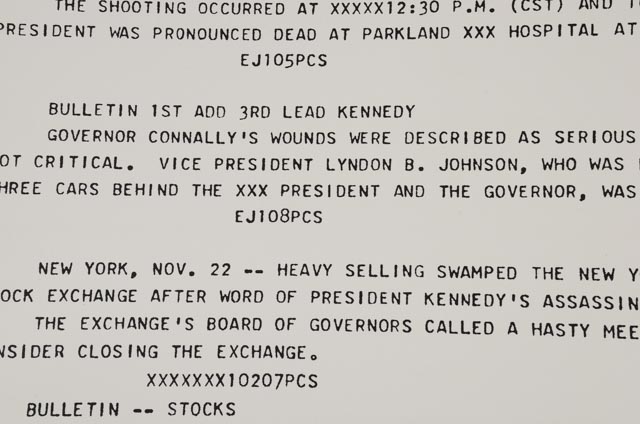 THE SHOOTING OCCURRED AT XXXXX12:30 P.M. (CST) AND
PRESIDENT WAS PRONOUNCED DEAD AT PARKLAND XXX HOSPITAL AT
EJ105PCS
BULLETIN 1ST ADD 3RD LEAD KENNEDY
GOVERNOR CONNALLY'S WOUNDS WERE DESCRIBED AS SERIOUS
OT CRITICAL. VICE PRESIDENT LYNDON B. JOHNSON, WHO WAS
HREE CARS BEHIND THE XXX PRESIDENT AND THE GOVERNOR, WAS
EJ108PCS
NEW YORK, NOV. 22 -- HEAVY SELLING SWAMPED THE NEW Y
OCK EXCHANGE AFTER WORD OF PRESIDENT KENNEDY'S ASSASSIN
THE EXCHANGE'S BOARD OF GOVERNORS CALLED A HASTY MEE
NSIDER CLOSING THE EXCHANGE.
XXXXXXX10207PCS
BULLETIN -- STOCKS